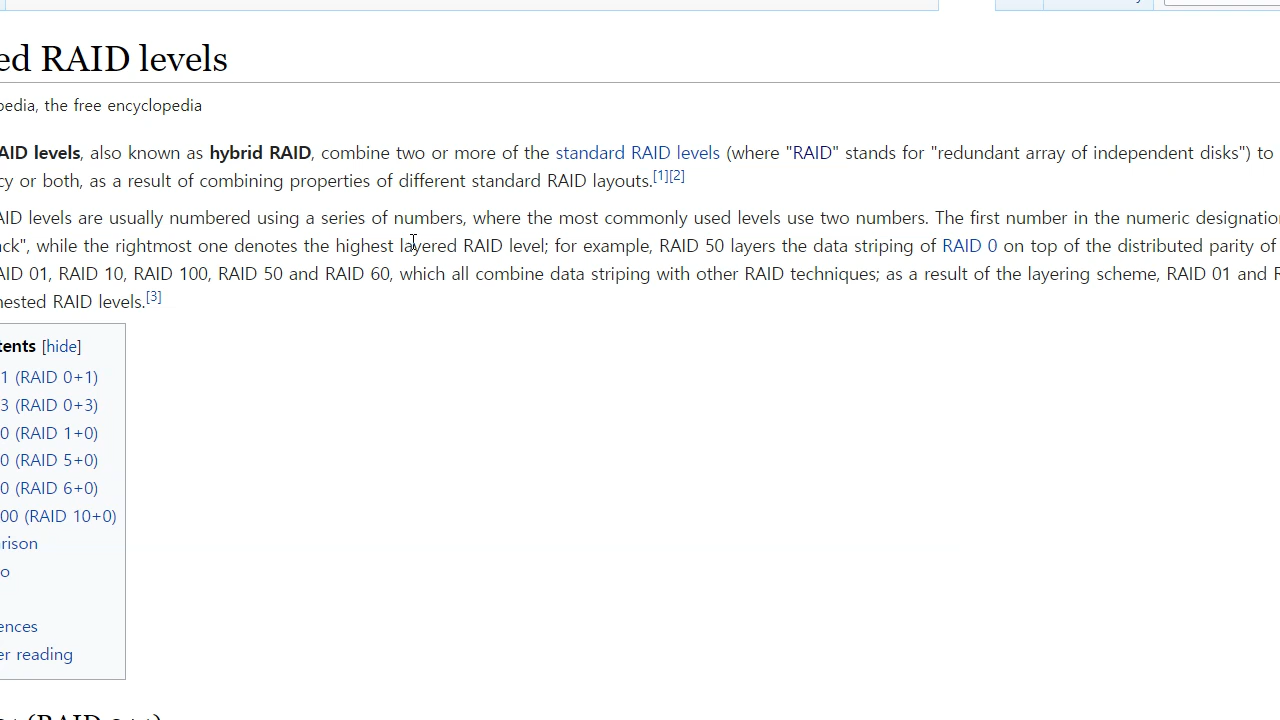 ed RAID levels
pedia, the free encyclopedia
AID levels, also known as hybrid RAID, combine two or more of the standard RAID levels (where "RAID" stands for "redundant array of independent disks") to
cy or both, as a result of combining properties of different standard RAID layouts.[1][2]
AID levels are usually numbered using a series of numbers, where the most commonly used levels use two numbers. The first number in the numeric designatio
ack", while the rightmost one denotes the highest layered RAID level; for example, RAID 50 layers the data striping of RAID 0 on top of the distributed parity of
AID 01, RAID 10, RAID 100, RAID 50 and RAID 60, which all combine data striping with other RAID techniques; as a result of the layering scheme, RAID 01 and R
nested RAID levels.[3]
tents [hide]
1 (RAID 0+1)
3 (RAID 0+3)
0 (RAID 1+0)
0 (RAID 5+0)
0 (RAID 6+0)
00 (RAID 10+0)
rison
o
ences
er reading